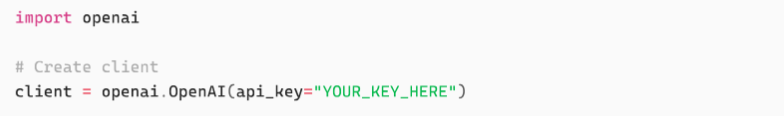 import openai
# Create client
client = openai.OpenAI(api_key="YOUR_KEY_HERE")